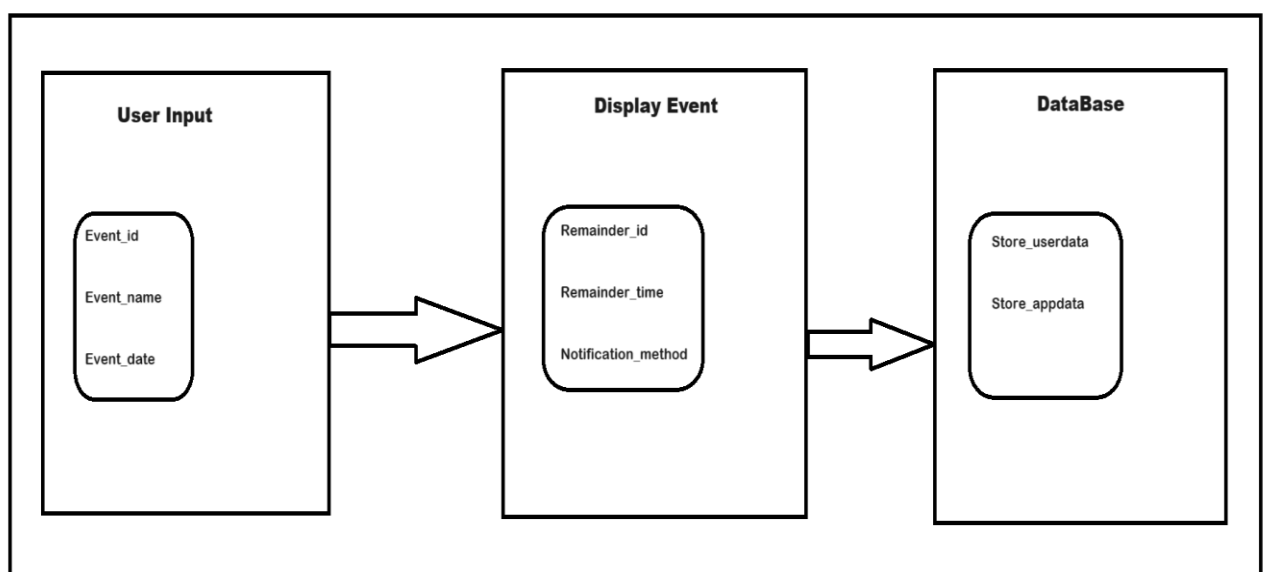 User Input
Event_id
Event_name
Event_date
Display Event
Remainder_id
Remainder_time
Notification_method
DataBase
Store_userdata
Store_appdata